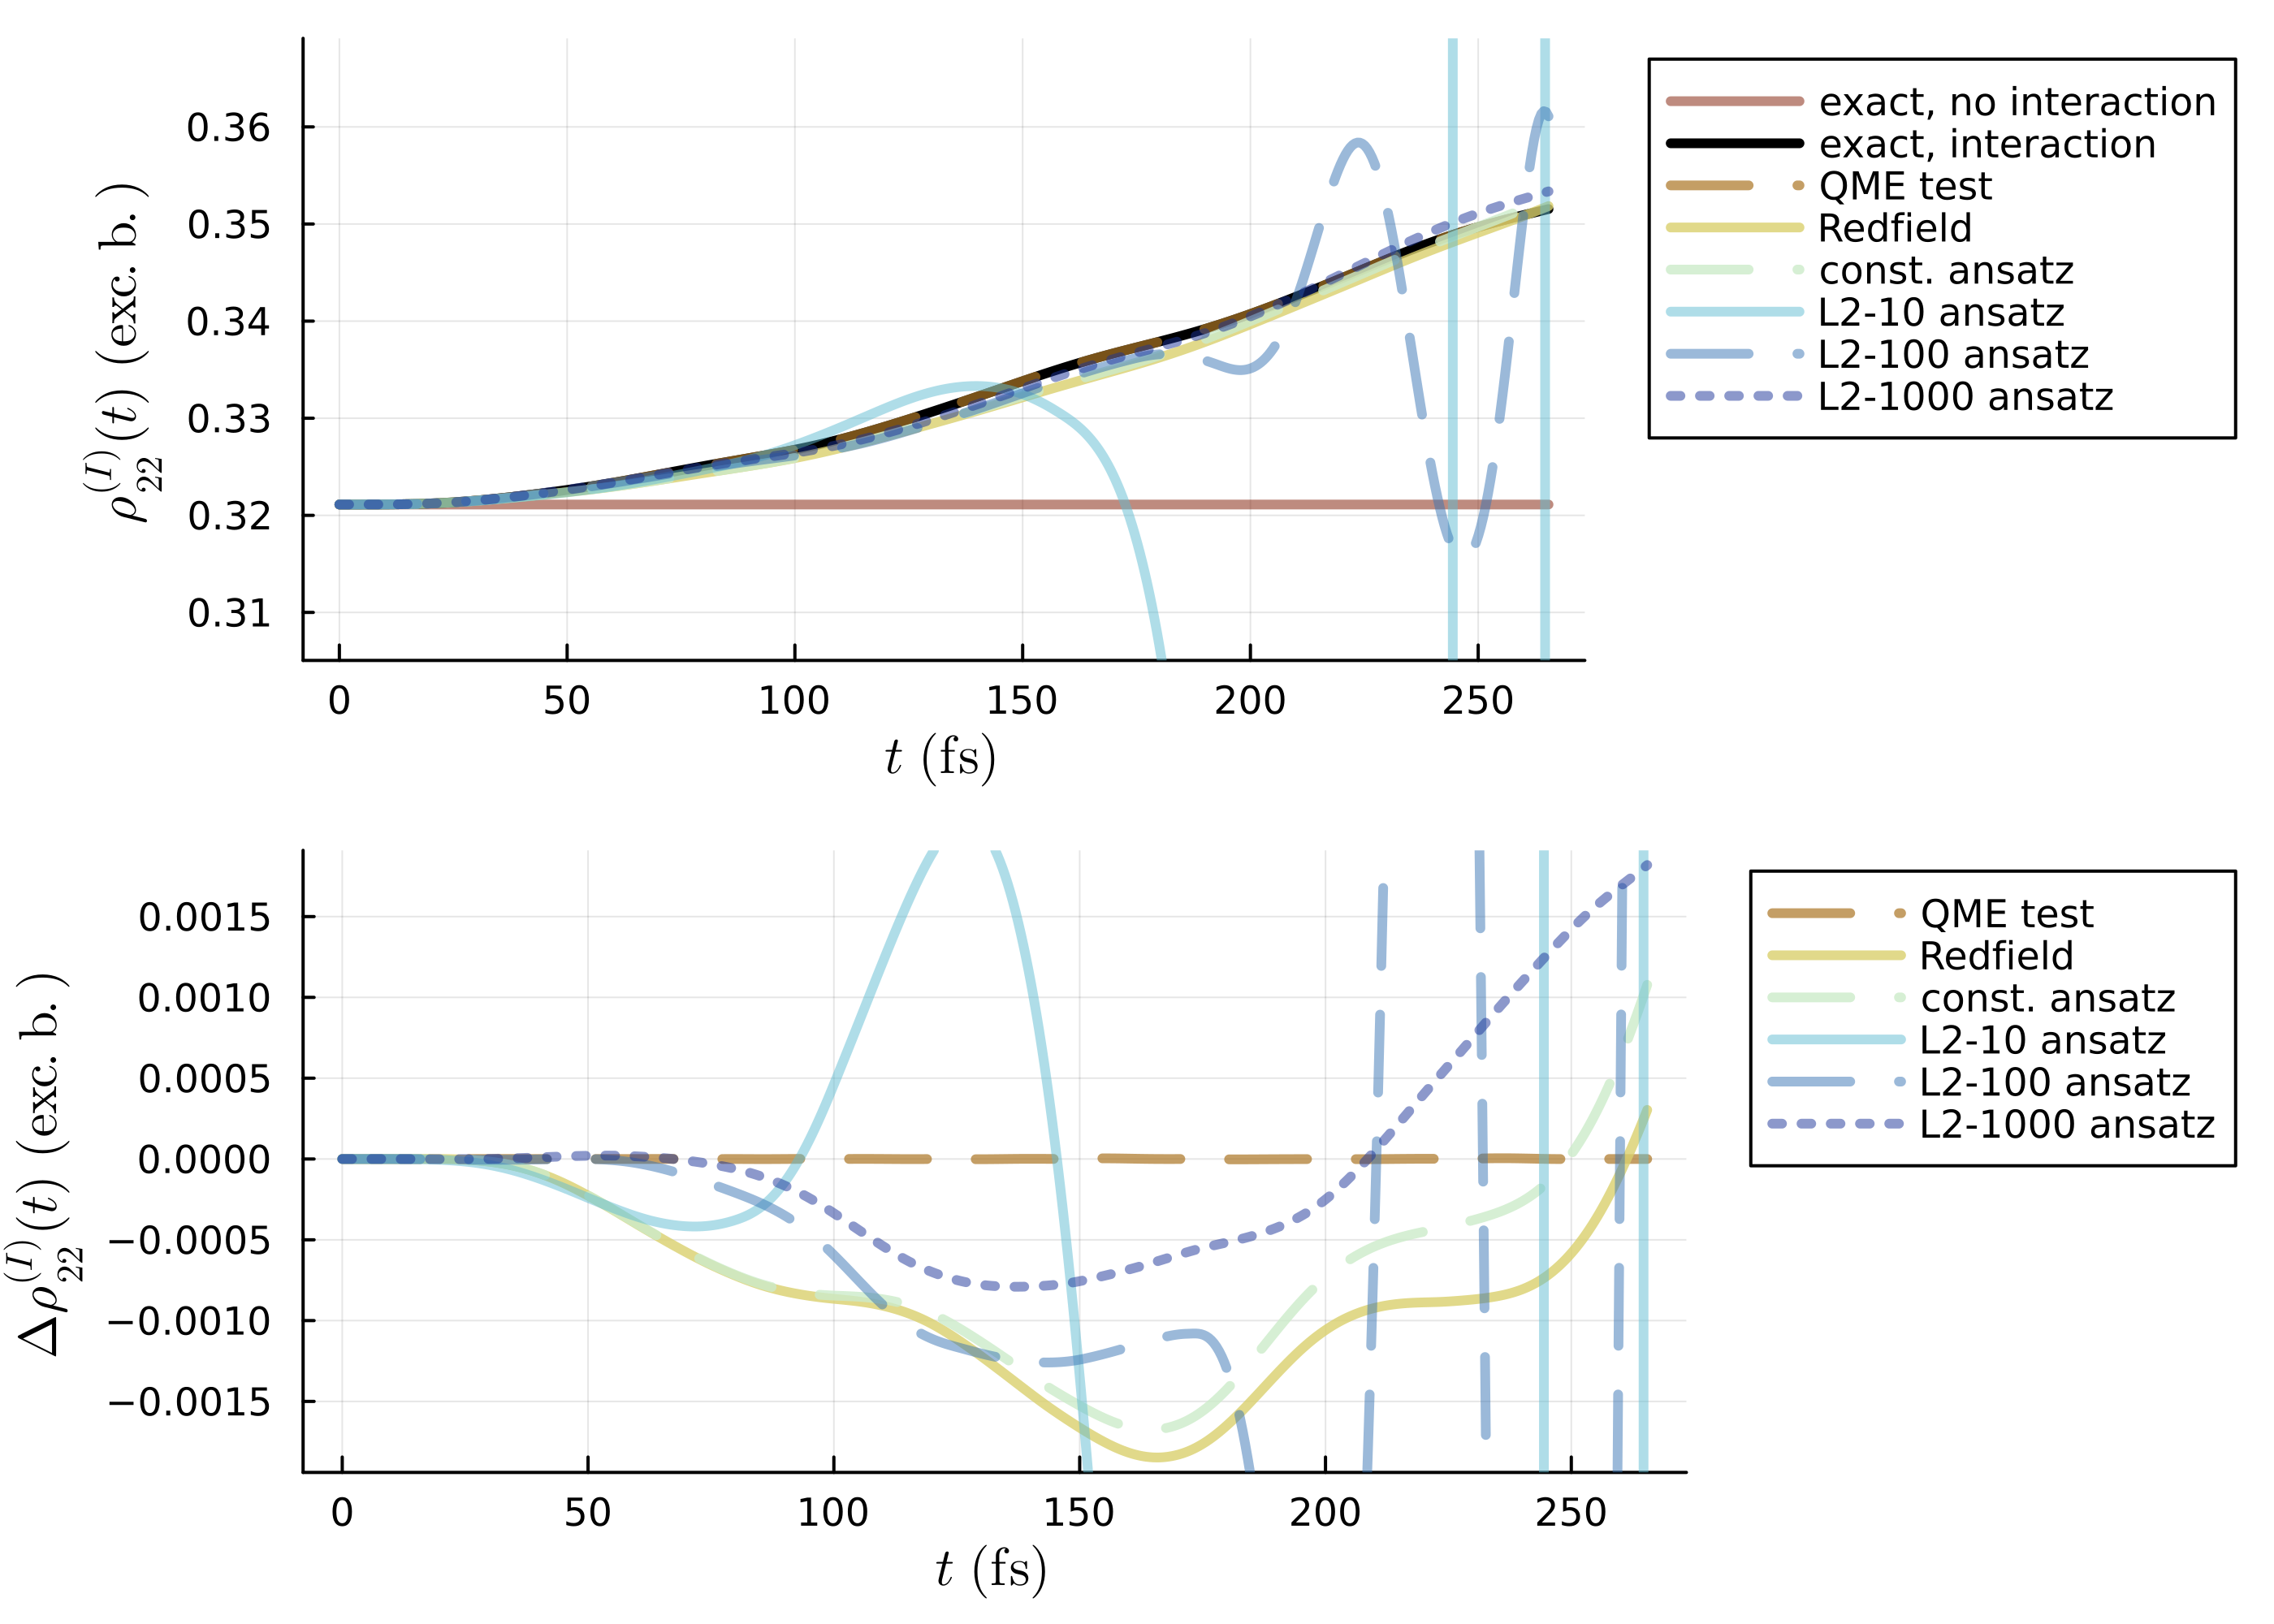 0.36
0.35
0.34
0.33
0.32
0.31
ρ₂₂^(I)(t) (exc. b. )
0 50 100 150 200 250
t (fs)
exact, no interaction
exact, interaction
QME test
Redfield
const. ansatz
L2-10 ansatz
L2-100 ansatz
L2-1000 ansatz
0.0015
0.0010
0.0005
0.0000
−0.0005
−0.0010
−0.0015
Δρ₂₂^(I)(t) (exc. b. )
0 50 100 150 200 250
t (fs)
QME test
Redfield
const. ansatz
L2-10 ansatz
L2-100 ansatz
L2-1000 ansatz